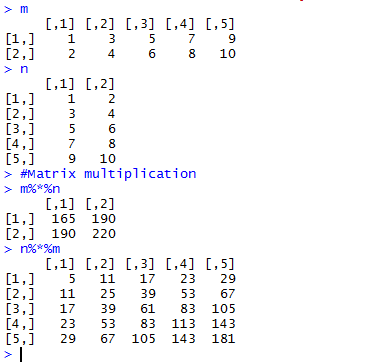 > m
     [,1] [,2] [,3] [,4] [,5]
[1,]    1    3    5    7    9
[2,]    2    4    6    8   10
> n
     [,1] [,2]
[1,]    1    2
[2,]    3    4
[3,]    5    6
[4,]    7    8
[5,]    9   10
> #Matrix multiplication
> m%*%n
     [,1] [,2]
[1,]  165  190
[2,]  190  220
> n%*%m
     [,1] [,2] [,3] [,4] [,5]
[1,]    5   11   17   23   29
[2,]   11   25   39   53   67
[3,]   17   39   61   83  105
[4,]   23   53   83  113  143
[5,]   29   67  105  143  181
>